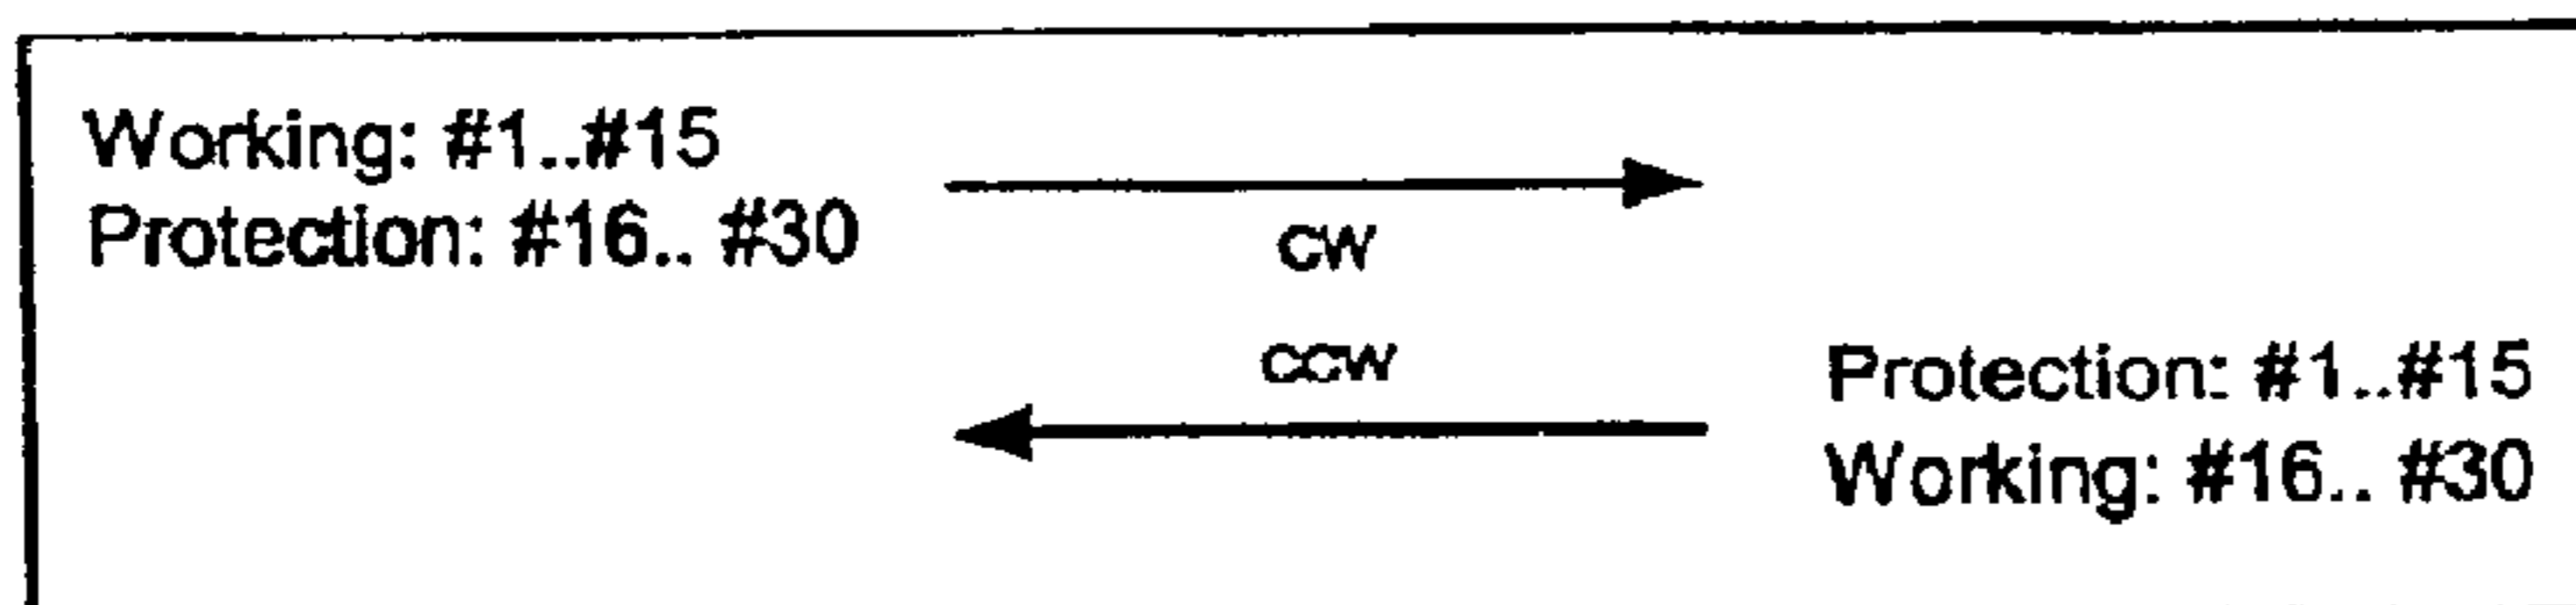 Working: #1..#15
Protection: #16.. #30
CW
CCW
Protection: #1..#15
Working: #16.. #30